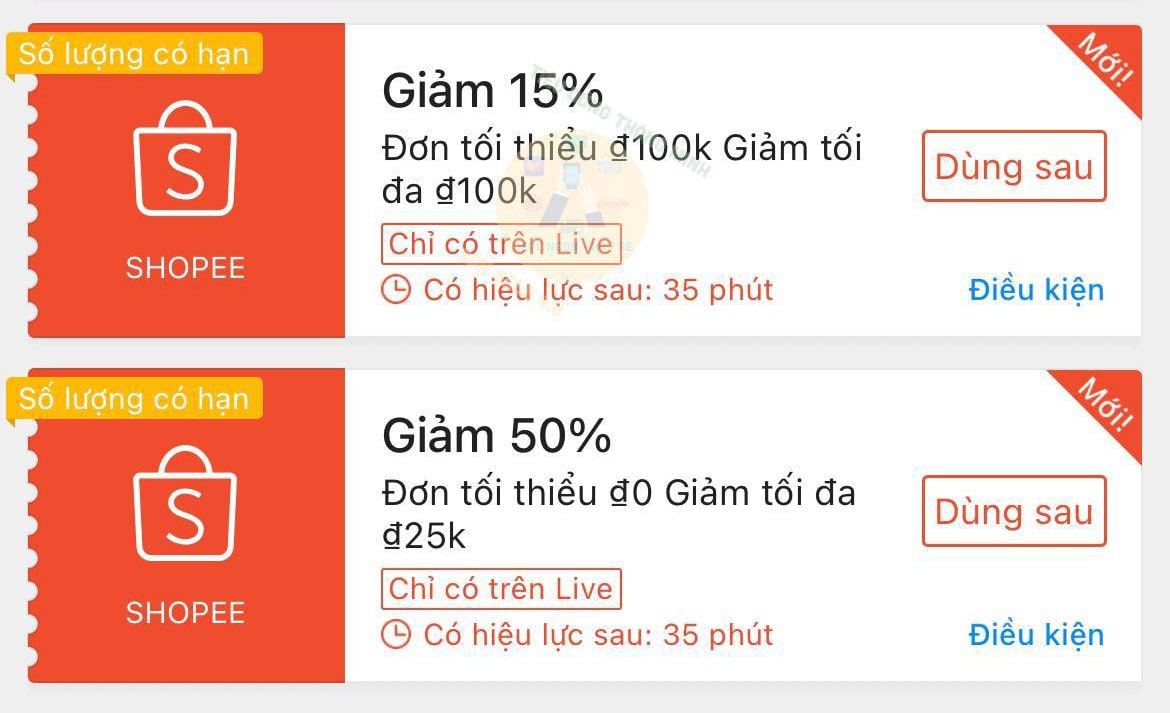 Số lượng có hạn
Mới!
Giảm 15%
Đơn tối thiểu ₫100k Giảm tối
đa ₫100k
Dùng sau
Chỉ có trên Live
SHOPEE
Có hiệu lực sau: 35 phút
Điều kiện
Số lượng có hạn
Mới!
Giảm 50%
Đơn tối thiểu ₫0 Giảm tối đa
₫25k
Dùng sau
Chỉ có trên Live
SHOPEE
Có hiệu lực sau: 35 phút
Điều kiện